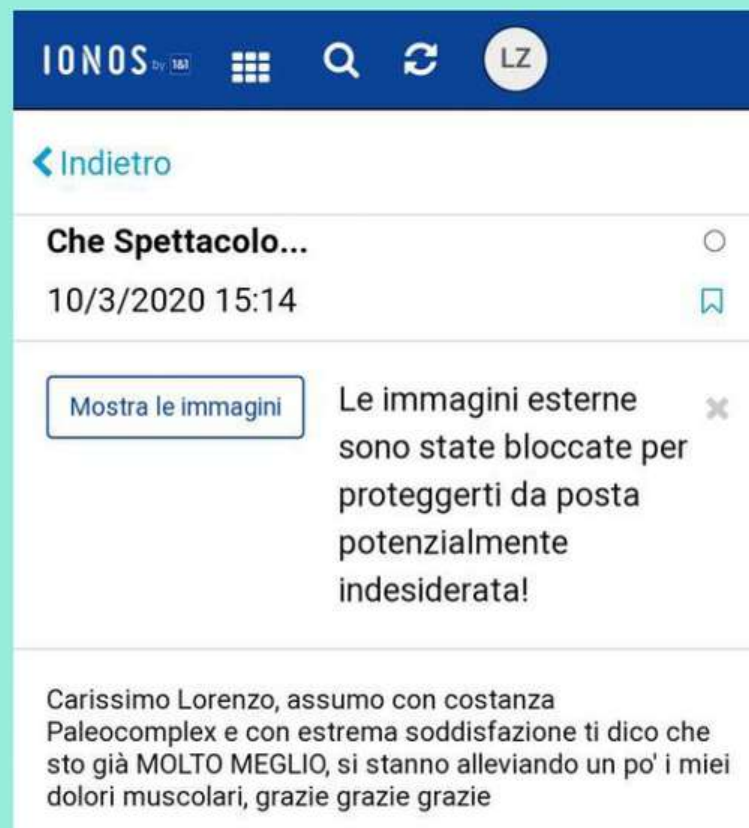 IONOS by 1&1
LZ
Indietro
Che Spettacolo...
10/3/2020 15:14
Mostra le immagini
Le immagini esterne
sono state bloccate per
proteggerti da posta
potenzialmente
indesiderata!
Carissimo Lorenzo, assumo con costanza
Paleocomplex e con estrema soddisfazione ti dico che
sto già MOLTO MEGLIO, si stanno alleviando un po' i miei
dolori muscolari, grazie grazie grazie